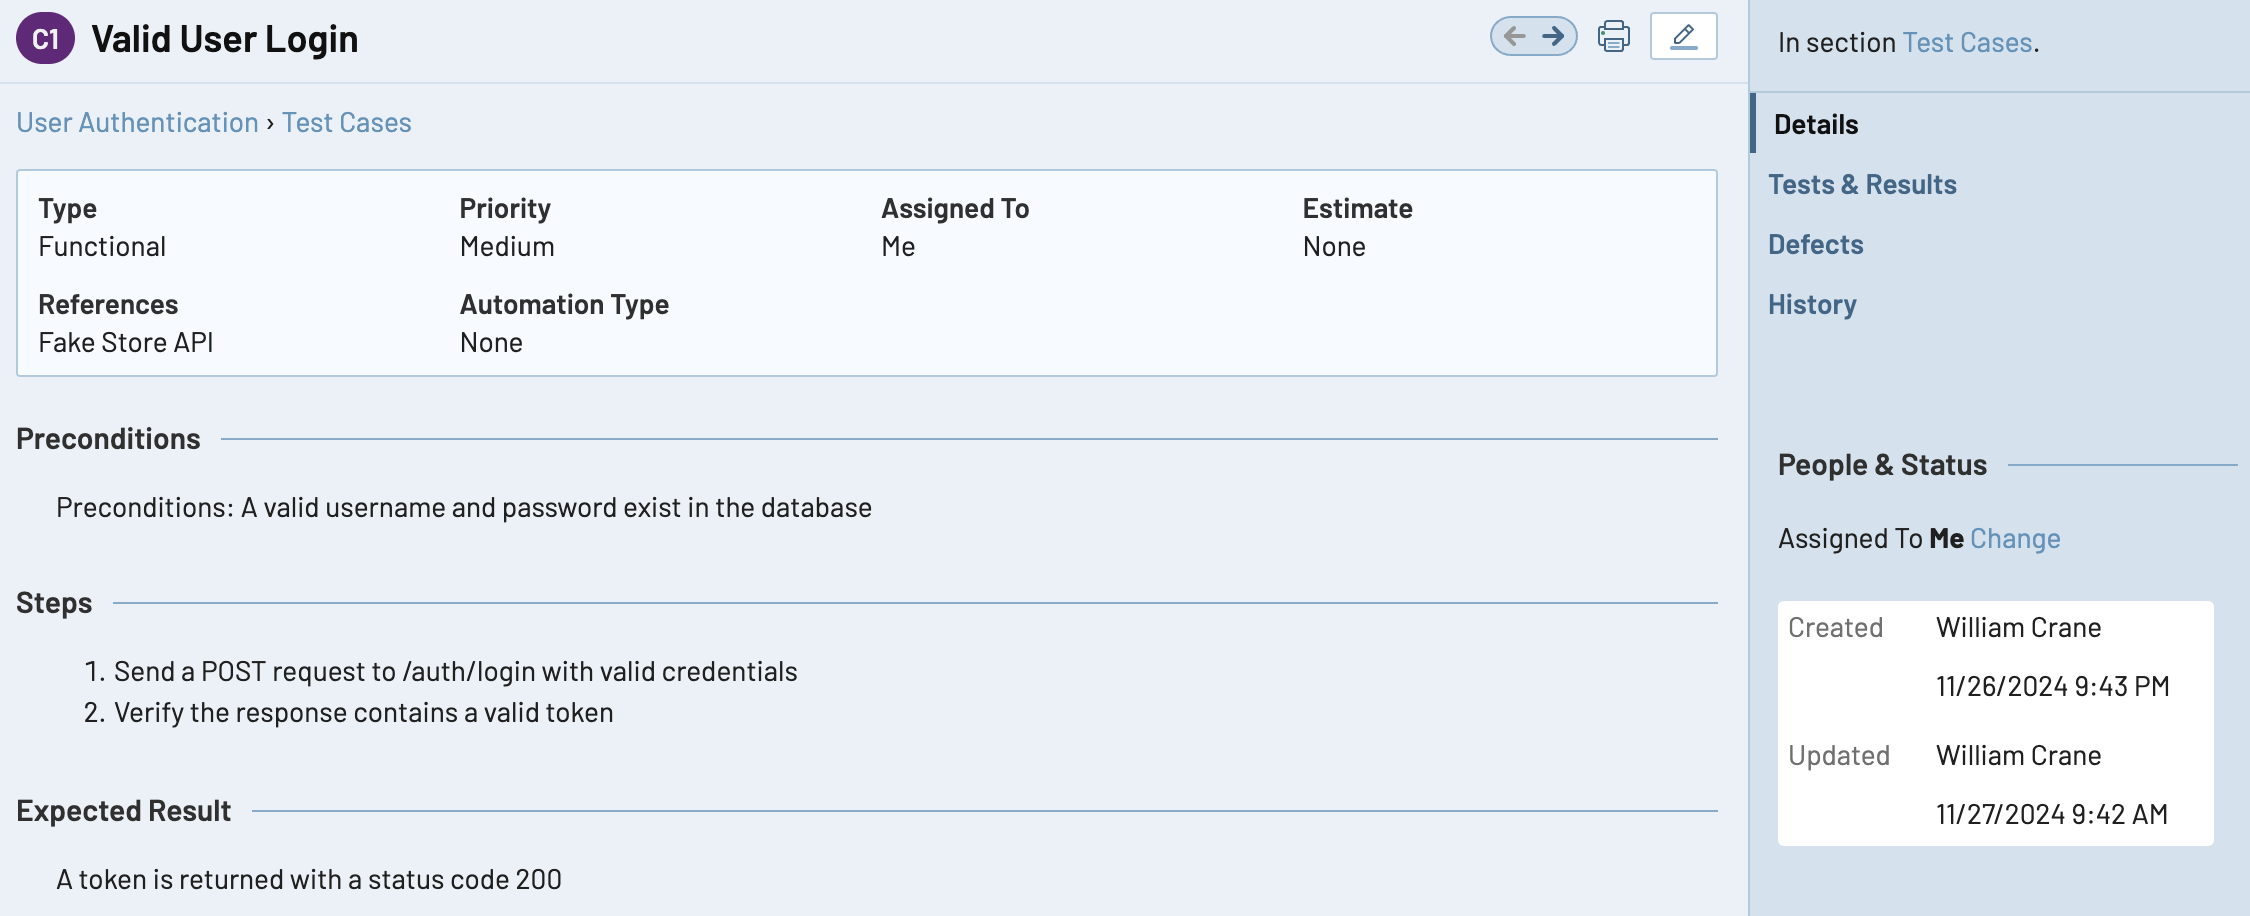 C1 Valid User Login
User Authentication › Test Cases
Type Priority Assigned To Estimate
Functional Medium Me None
References Automation Type
Fake Store API None
Preconditions
Preconditions: A valid username and password exist in the database
Steps
1. Send a POST request to /auth/login with valid credentials
2. Verify the response contains a valid token
Expected Result
A token is returned with a status code 200
In section Test Cases.
Details
Tests & Results
Defects
History
People & Status
Assigned To Me Change
Created William Crane
11/26/2024 9:43 PM
Updated William Crane
11/27/2024 9:42 AM